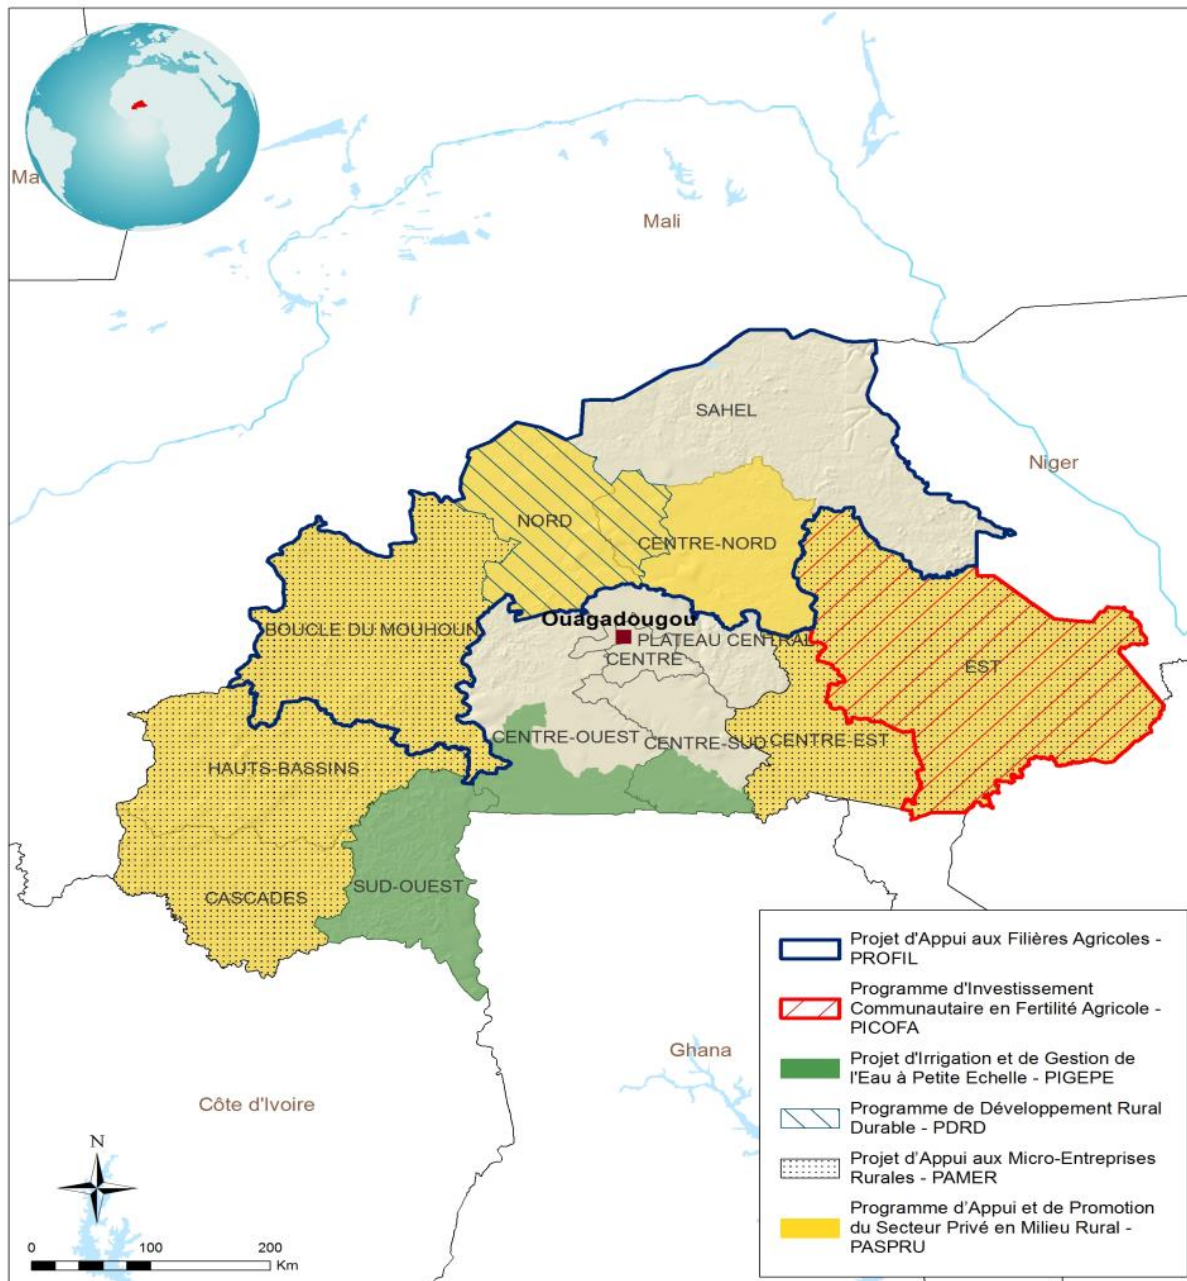 Ma
Mali
SAHEL
Niger
NORD
CENTRE-NORD
Ouagadougou
BOUCLE DU MOUHOUN
PLATEAU CENTRAL
CENTRE
EST
CENTRE-OUEST
CENTRE-SUD
CENTRE-EST
HAUTS-BASSINS
CASCADES
SUD-OUEST
Ghana
Côte d'Ivoire
Projet d'Appui aux Filières Agricoles -
PROFIL
Programme d'Investissement
Communautaire en Fertilité Agricole -
PICOFA
Projet d'Irrigation et de Gestion de
l'Eau à Petite Echelle - PIGEPE
Programme de Développement Rural
Durable - PDRD
Projet d'Appui aux Micro-Entreprises
Rurales - PAMER
Programme d'Appui et de Promotion
du Secteur Privé en Milieu Rural -
PASPRU
N
0 100 200
Km